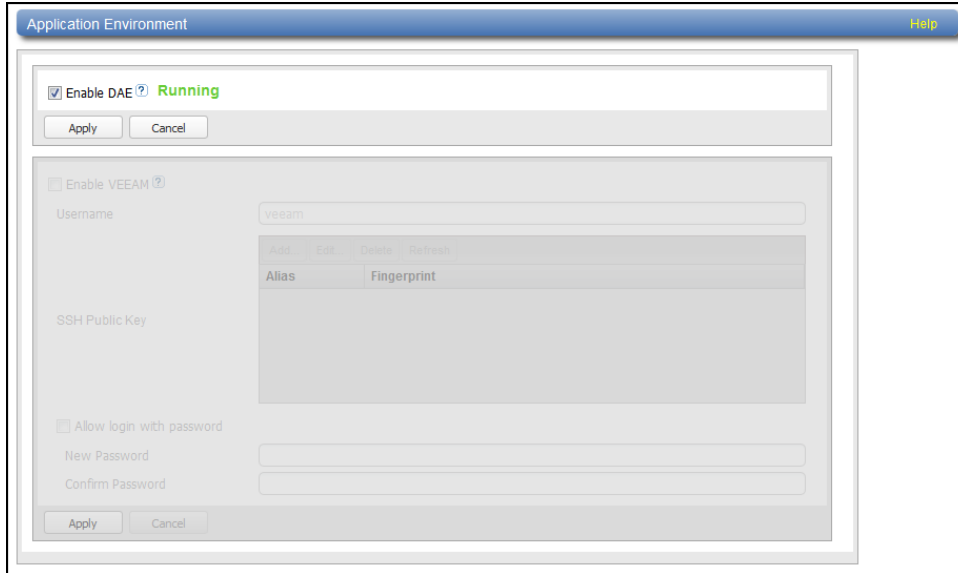 Application Environment Help
Enable DAE ? Running
Apply Cancel
Enable VEEAM ?
Username veeam
Add... Edit... Delete Refresh
Alias Fingerprint
SSH Public Key
Allow login with password
New Password
Confirm Password
Apply Cancel